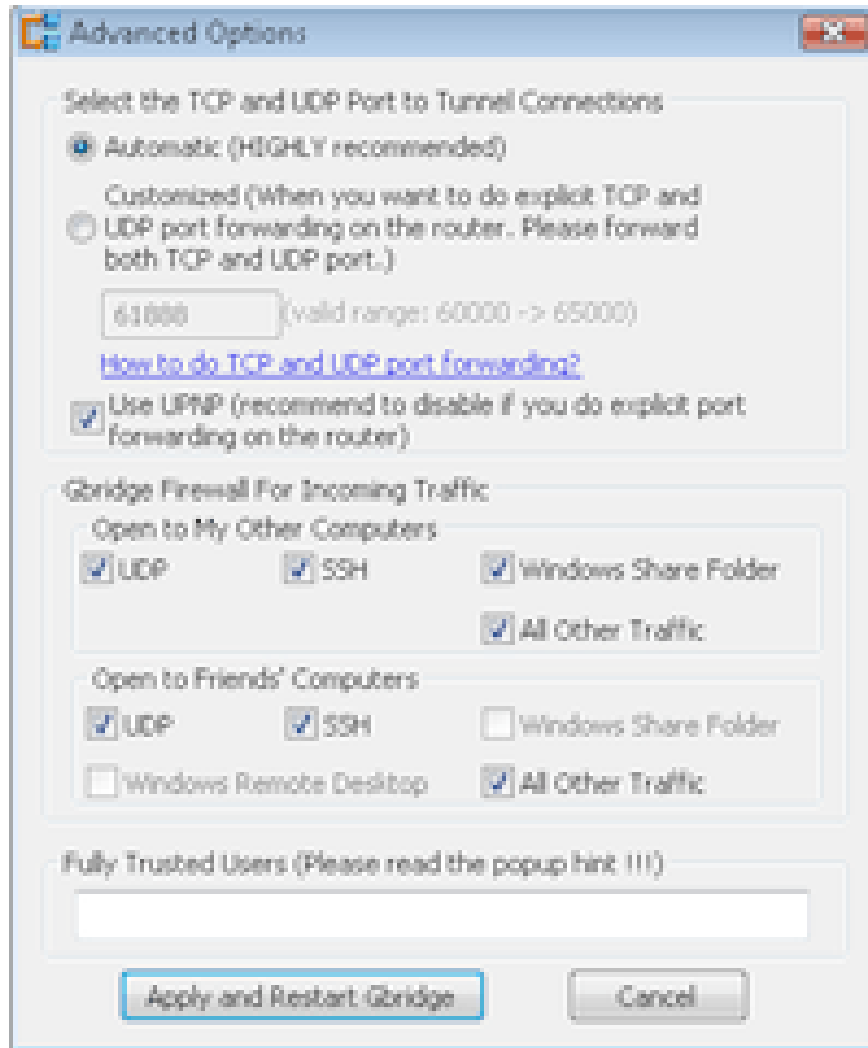 Advanced Options
Select the TCP and UDP Port to Tunnel Connections
Automatic (HIGHLY recommended)
Customized (When you want to do explicit TCP and
UDP port forwarding on the router. Please forward
both TCP and UDP port.)
(valid range: 60000 -> 65000)
How to do TCP and UDP port forwarding?
Use UPNP (recommend to disable if you do explicit port
forwarding on the router)
Gbridge Firewall For Incoming Traffic
Open to My Other Computers
UDP SSH Windows Share Folder
All Other Traffic
Open to Friends' Computers
UDP SSH Windows Share Folder
Windows Remote Desktop All Other Traffic
Fully Trusted Users (Please read the popup hint !!!)
Apply and Restart Gbridge Cancel